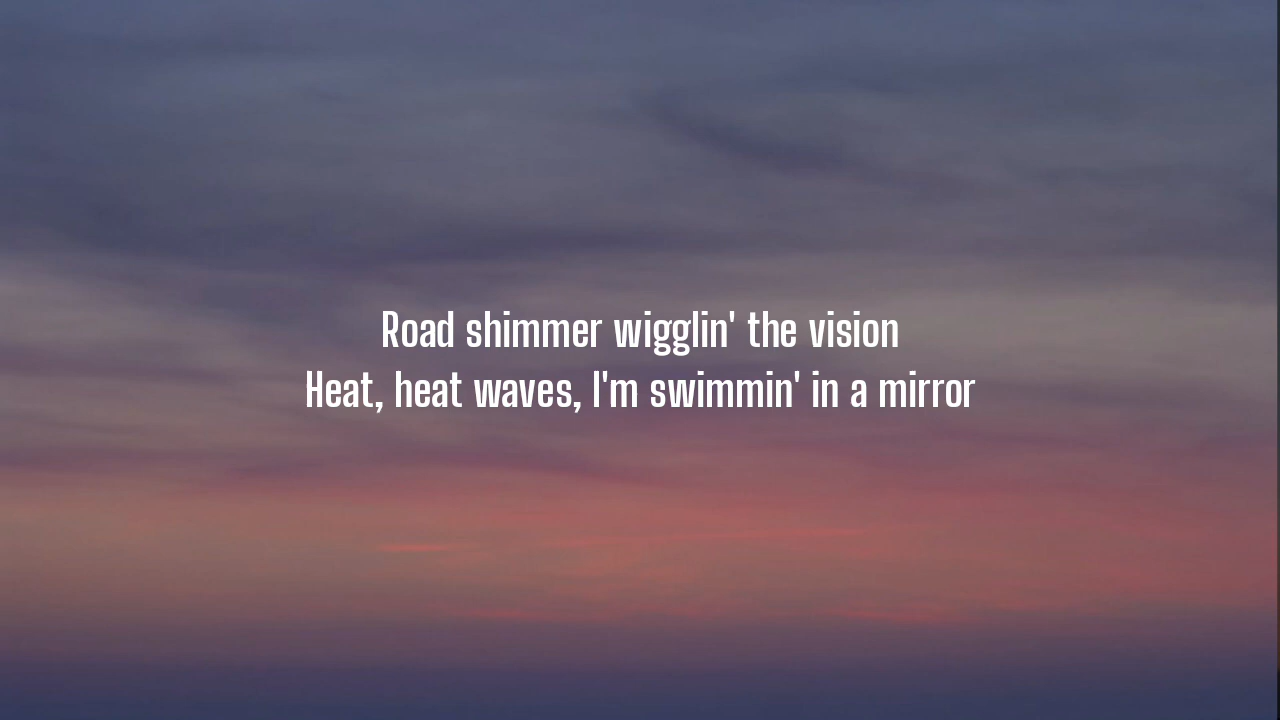 Road shimmer wigglin' the vision
Heat, heat waves, I'm swimmin' in a mirror